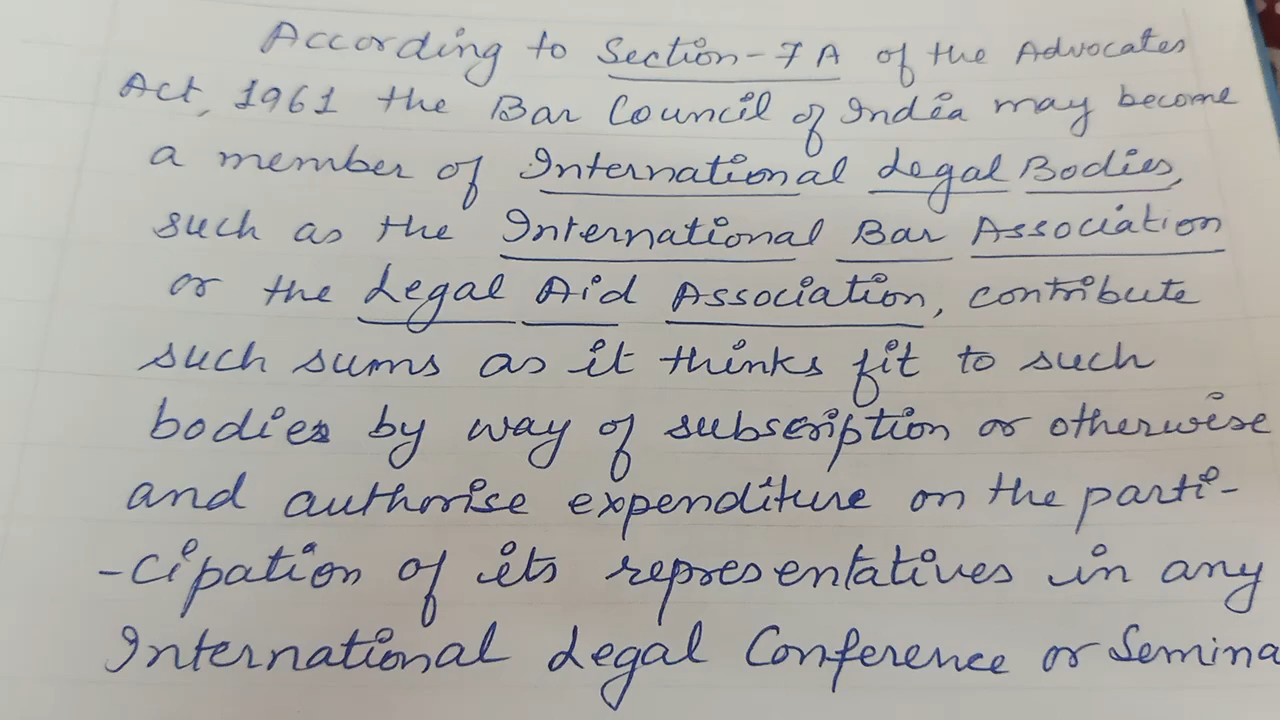 According to Section-7A of the Advocates
Act, 1961 the Bar Council of India may become
a member of International Legal Bodies,
such as the International Bar Association
or the Legal Aid Association, contribute
such sums as it thinks fit to such
bodies by way of subscription or otherwise
and authorise expenditure on the parti-
-cipation of its representatives in any
International Legal Conference or Semina